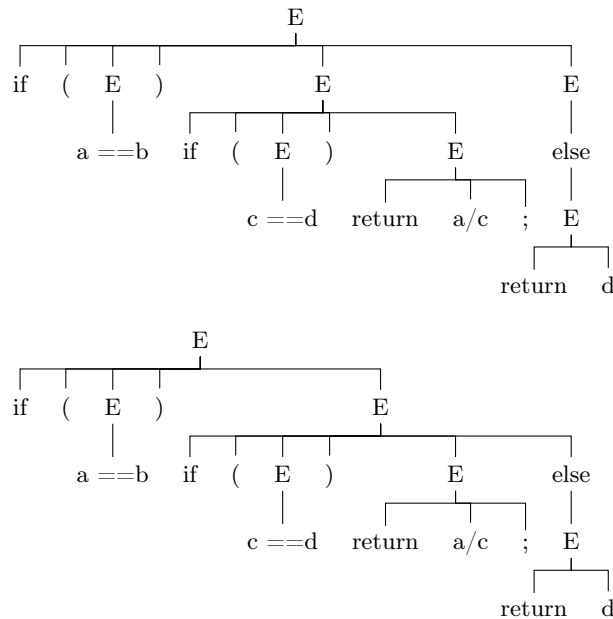 E
if ( E ) E E
a ==b if ( E ) E else
c ==d return a/c ; E
return d
E
if ( E ) E
a ==b if ( E ) E else
c ==d return a/c ; E
return d